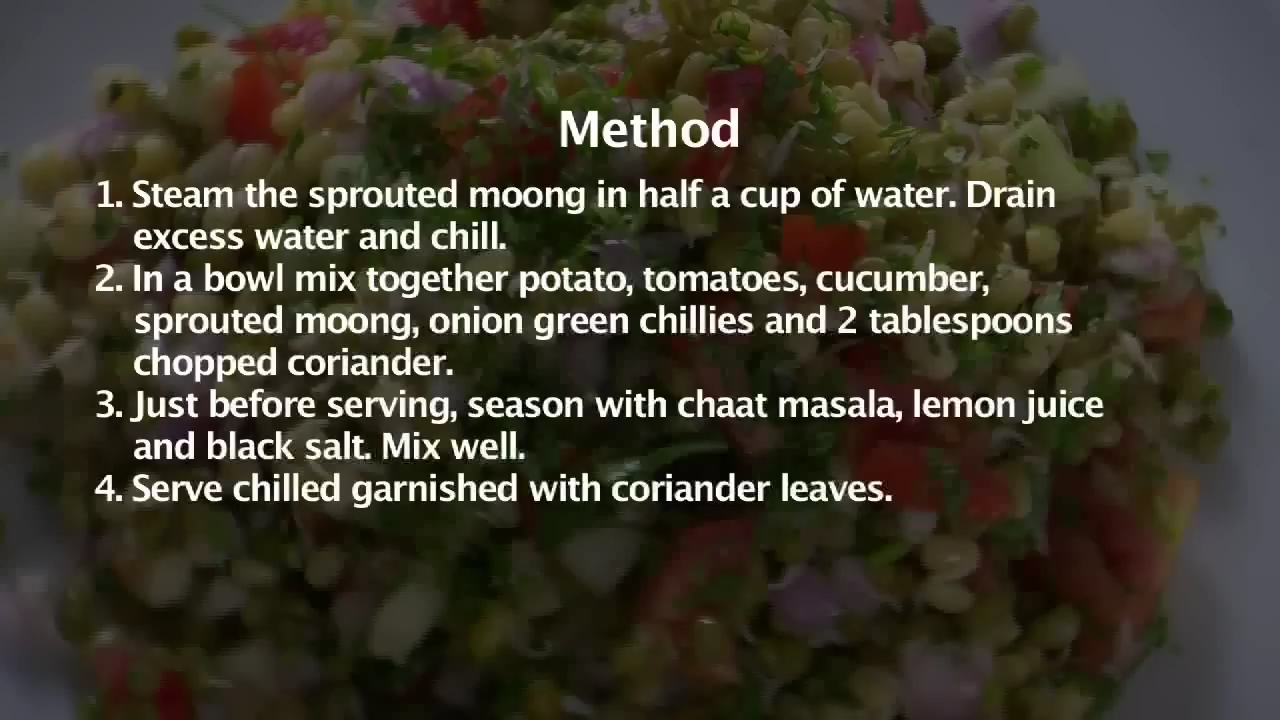 Method
1. Steam the sprouted moong in half a cup of water. Drain
excess water and chill.
2. In a bowl mix together potato, tomatoes, cucumber,
sprouted moong, onion green chillies and 2 tablespoons
chopped coriander.
3. Just before serving, season with chaat masala, lemon juice
and black salt. Mix well.
4. Serve chilled garnished with coriander leaves.